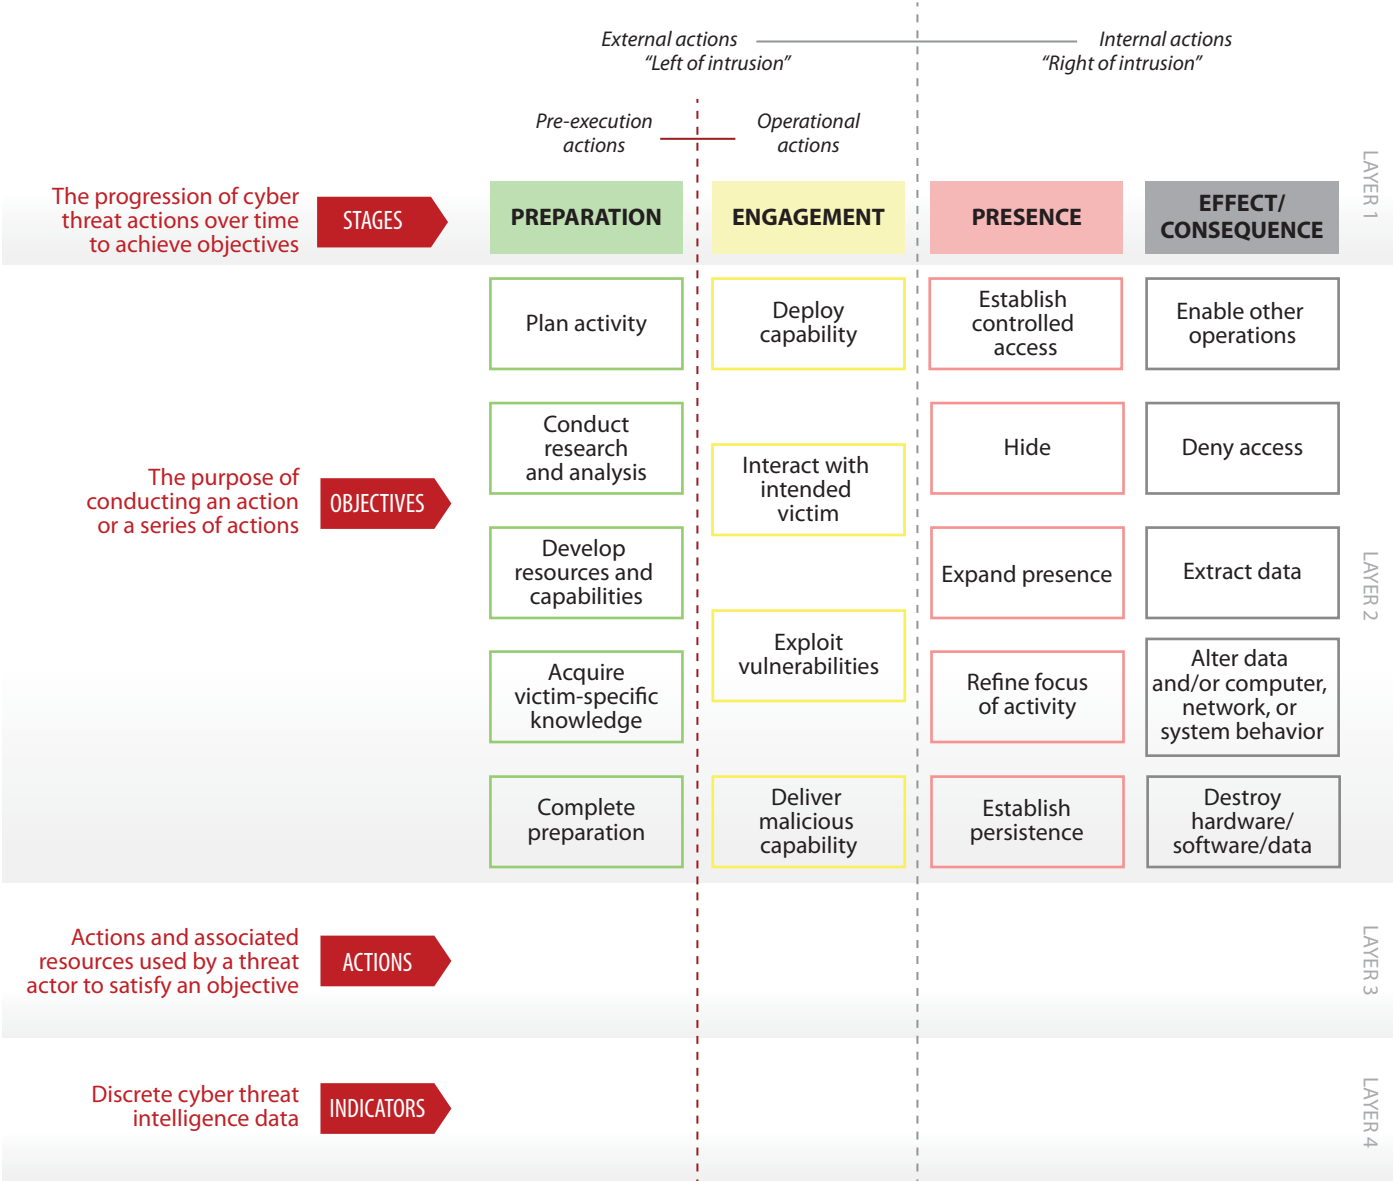 External actions
“Left of intrusion”
Internal actions
“Right of intrusion”
Pre-execution
actions
Operational
actions
LAYER 1
The progression of cyber
threat actions over time
to achieve objectives
STAGES
PREPARATION
ENGAGEMENT
PRESENCE
EFFECT/
CONSEQUENCE
The purpose of
conducting an action
or a series of actions
OBJECTIVES
LAYER 2
Plan activity
Conduct
research
and analysis
Develop
resources and
capabilities
Acquire
victim-specific
knowledge
Complete
preparation
Deploy
capability
Interact with
intended
victim
Exploit
vulnerabilities
Deliver
malicious
capability
Establish
controlled
access
Hide
Expand presence
Refine focus
of activity
Establish
persistence
Enable other
operations
Deny access
Extract data
Alter data
and/or computer,
network, or
system behavior
Destroy
hardware/
software/data
Actions and associated
resources used by a threat
actor to satisfy an objective
ACTIONS
LAYER 3
Discrete cyber threat
intelligence data
INDICATORS
LAYER 4